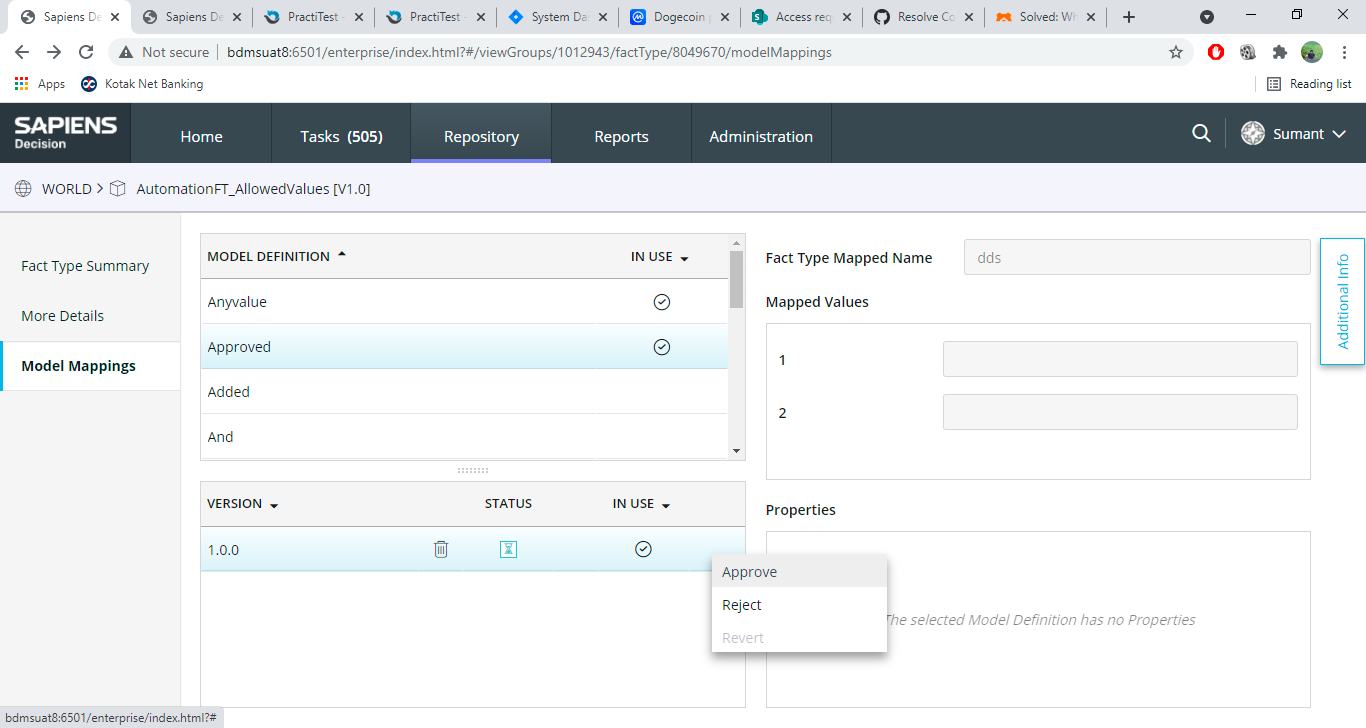 Sapiens De
Sapiens De
PractiTest
PractiTest
System Da
Dogecoin
Access req
Resolve Co
Solved: Wh
Not secure
bdmsuat8:6501/enterprise/index.html?#/viewGroups/1012943/factType/8049670/modelMappings
Apps
Kotak Net Banking
Reading list
SAPIENS
Decision
Home
Tasks (505)
Repository
Reports
Administration
Sumant
WORLD > AutomationFT_AllowedValues [V1.0]
Fact Type Summary
More Details
Model Mappings
MODEL DEFINITION
IN USE
Anyvalue
Approved
Added
And
VERSION
STATUS
IN USE
1.0.0
Approve
Reject
Revert
Fact Type Mapped Name
dds
Mapped Values
1
2
Properties
The selected Model Definition has no Properties
Additional Info
bdmsuat8:6501/enterprise/index.html?#